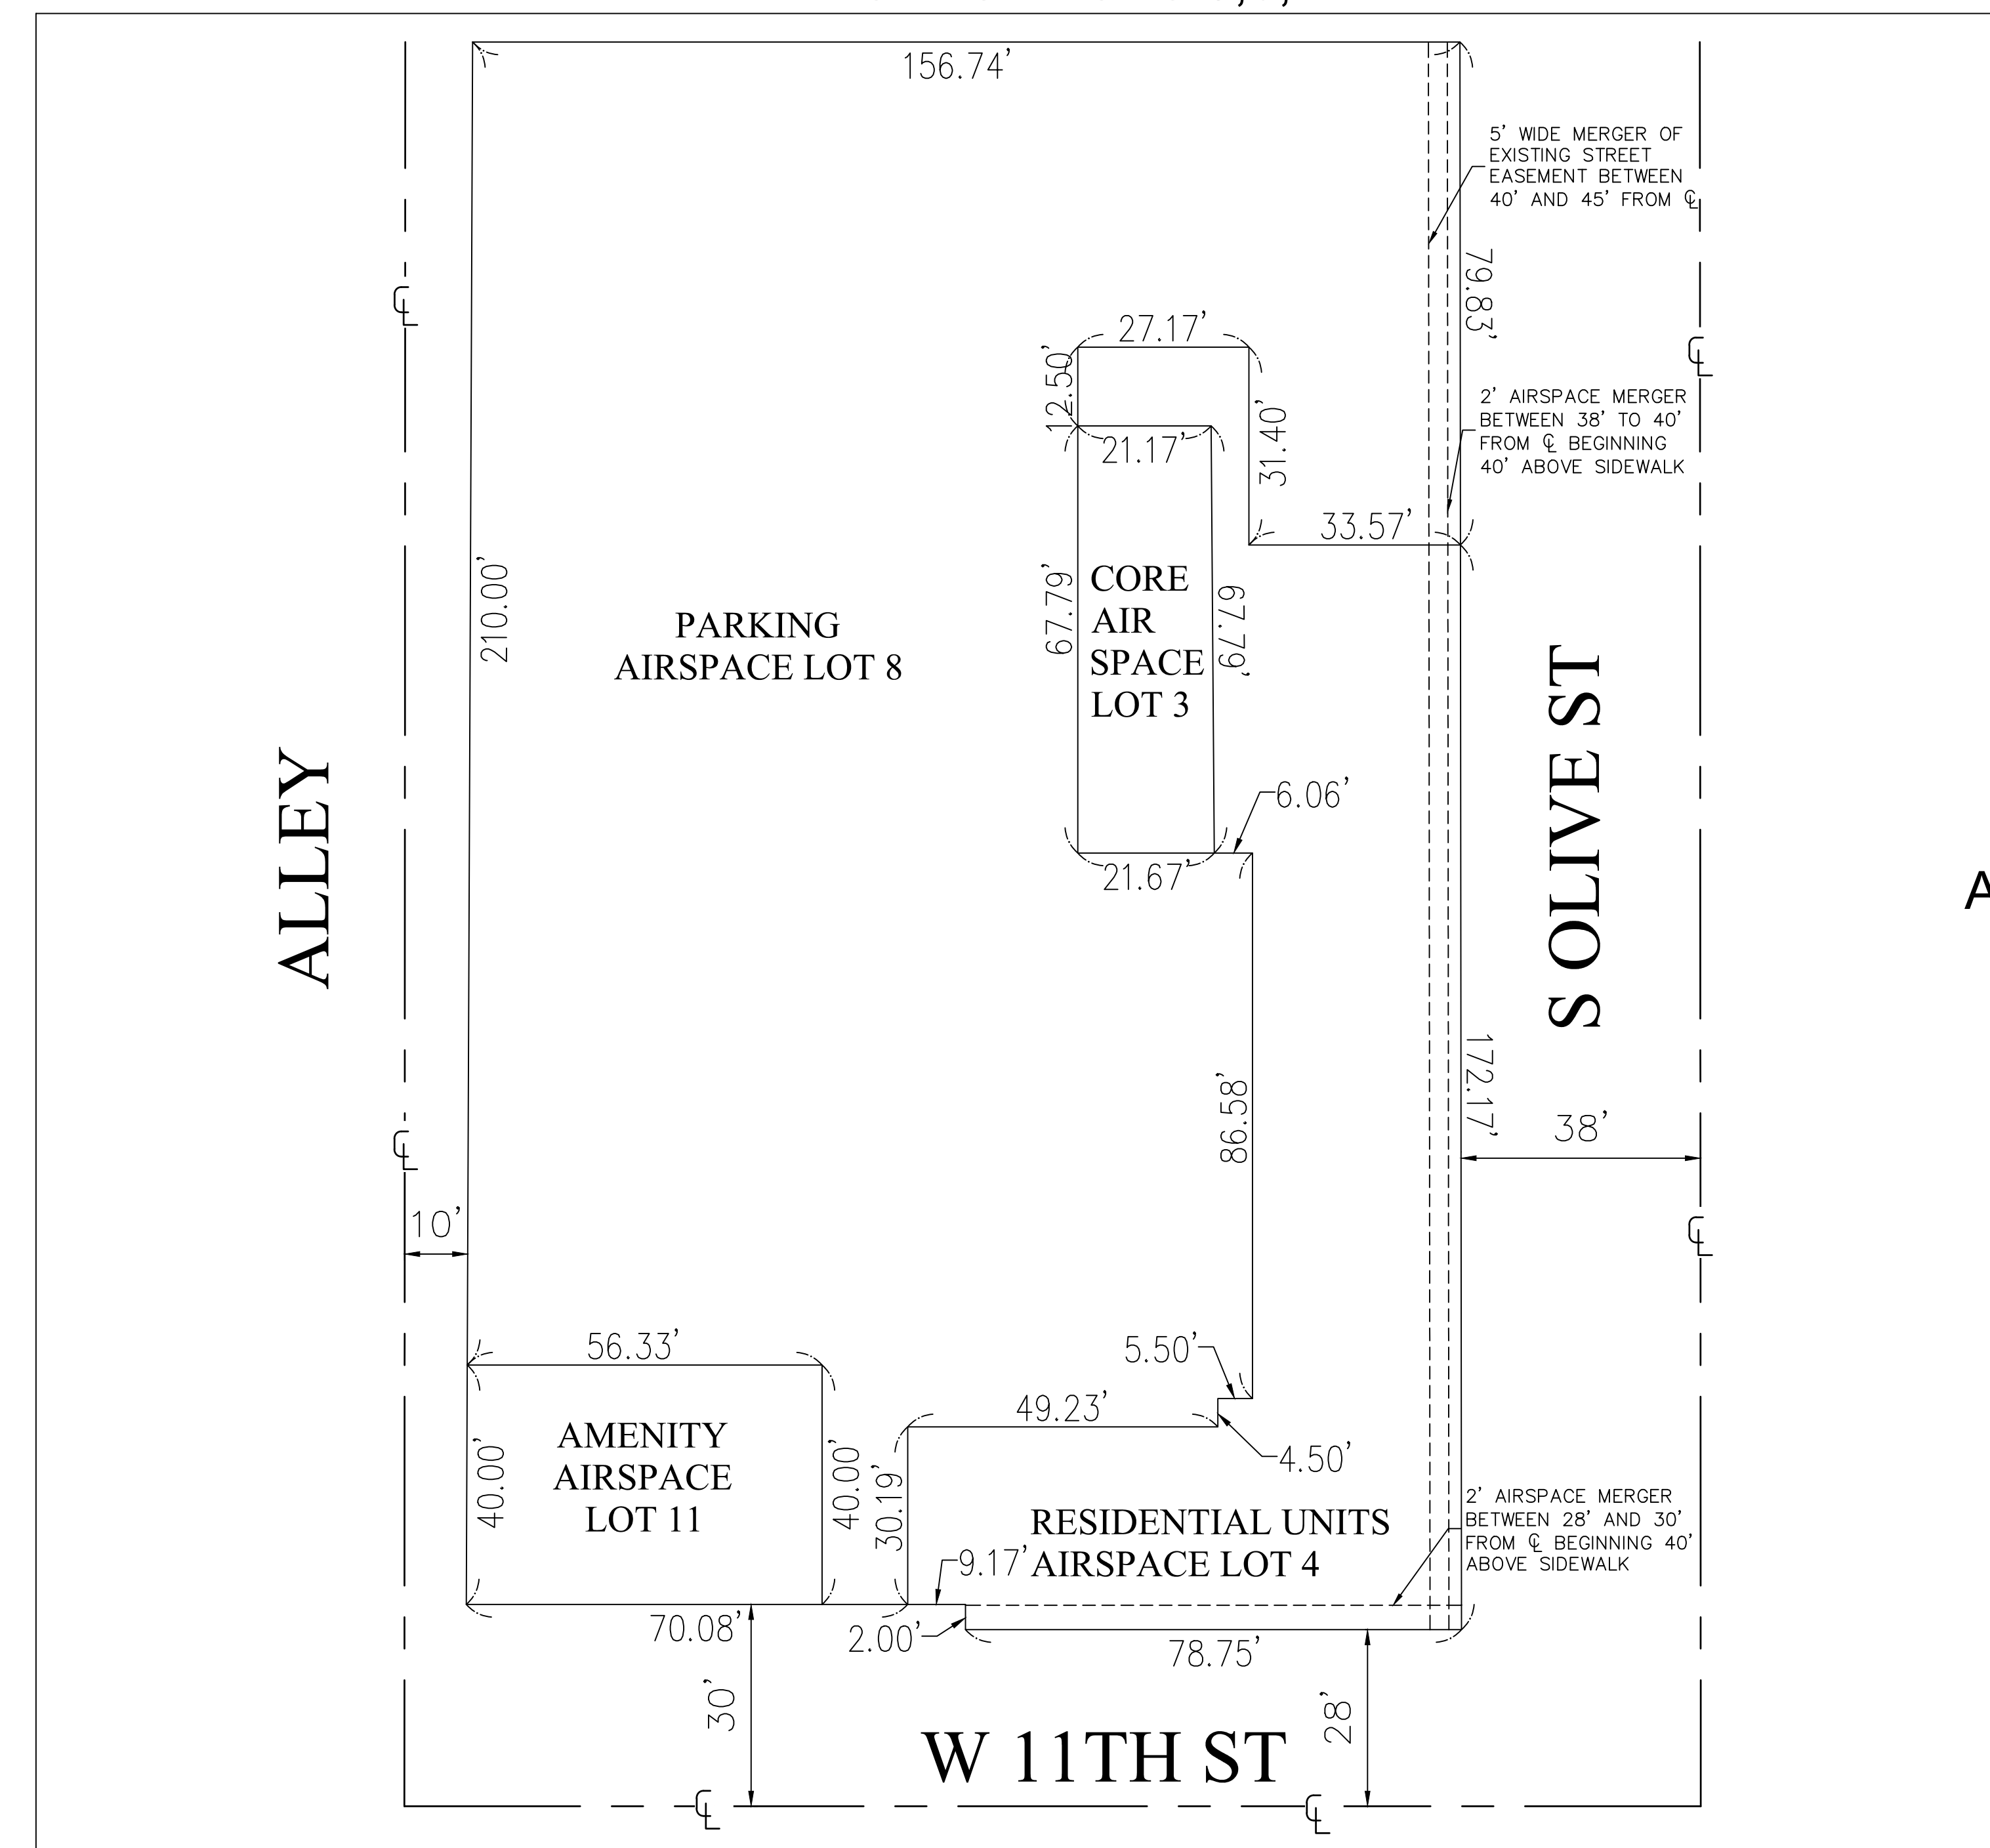 156.74'
5' WIDE MERGER OF
EXISTING STREET
EASEMENT BETWEEN
40' AND 45' FROM ℄
79.83'
℄
27.17'
12.50'
21.17'
31.40'
℄
2' AIRSPACE MERGER
BETWEEN 38' TO 40'
FROM ℄ BEGINNING
40' ABOVE SIDEWALK
33.57'
210.00'
PARKING
AIRSPACE LOT 8
67.79'
CORE
AIR
SPACE
LOT 3
67.79'
6.06'
21.67'
ALLEY
S OLIVE ST
A
86.58'
172.17'
38'
℄
10'
℄
56.33'
5.50'
49.23'
4.50'
40.00'
AMENITY
AIRSPACE
LOT 11
40.00'
30.19'
RESIDENTIAL UNITS
AIRSPACE LOT 4
9.17'
2' AIRSPACE MERGER
BETWEEN 28' AND 30'
FROM ℄ BEGINNING 40'
ABOVE SIDEWALK
70.08'
2.00'
78.75'
30'
28'
W 11TH ST
℄
℄